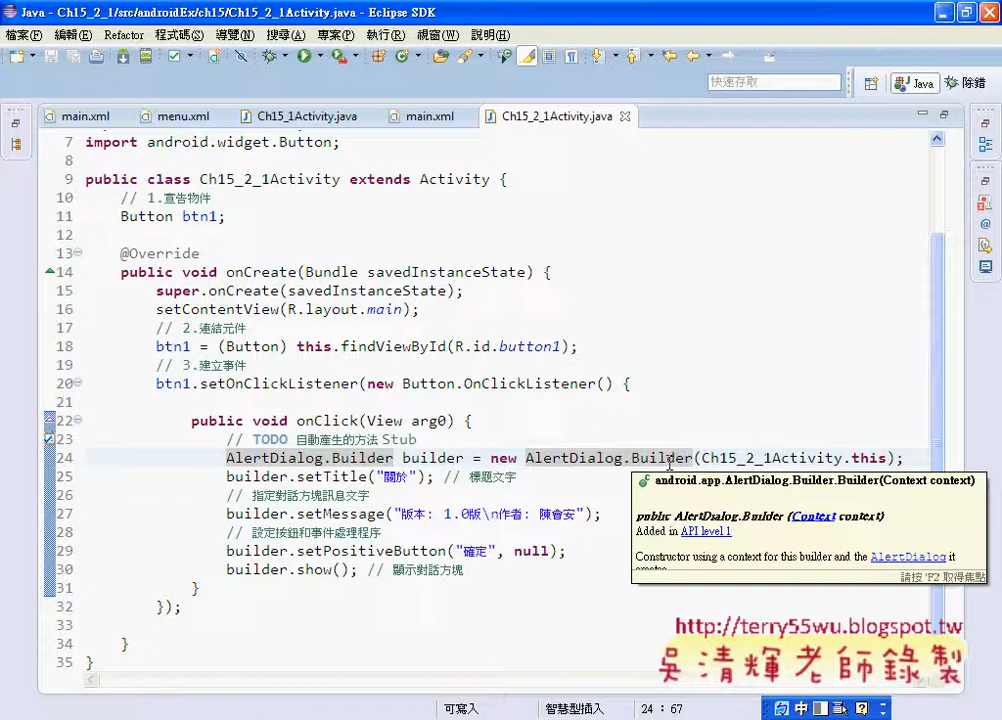 Java - Ch15_2_1/src/androidEx/ch15/Ch15_2_1Activity.java - Eclipse SDK
檔案(F) 編輯(E) Refactor 程式碼(S) 導覽(N) 搜尋(A) 專案(P) 執行(R) 視窗(W) 說明(H)
快速存取 Java 除錯
main.xml menu.xml Ch15_1Activity.java main.xml Ch15_2_1Activity.java
7 import android.widget.Button;
8
9 public class Ch15_2_1Activity extends Activity {
10 // 1.宣告物件
11 Button btn1;
12
13 @Override
14 public void onCreate(Bundle savedInstanceState) {
15 super.onCreate(savedInstanceState);
16 setContentView(R.layout.main);
17 // 2.連結元件
18 btn1 = (Button) this.findViewById(R.id.button1);
19 // 3.建立事件
20 btn1.setOnClickListener(new Button.OnClickListener() {
21
22 public void onClick(View arg0) {
23 // TODO 自動產生的方法 Stub
24 AlertDialog.Builder builder = new AlertDialog.Builder(Ch15_2_1Activity.this);
25 builder.setTitle("關於"); // 標題文字
26 // 指定對話方塊訊息文字
27 builder.setMessage("版本: 1.0版\n作者: 陳會安");
28 // 設定按鈕和事件處理程序
29 builder.setPositiveButton("確定", null);
30 builder.show(); // 顯示對話方塊
31 }
32 });
33
34 }
35 }
android.app.AlertDialog.Builder.Builder(Context context)
public AlertDialog.Builder (Context context)
Added in API level 1
Constructor using a context for this builder and the AlertDialog it
請按 'F2' 取得焦點
http://terry55wu.blogspot.tw
吳清輝老師錄製
可寫入 智慧型插入 24 : 67 中